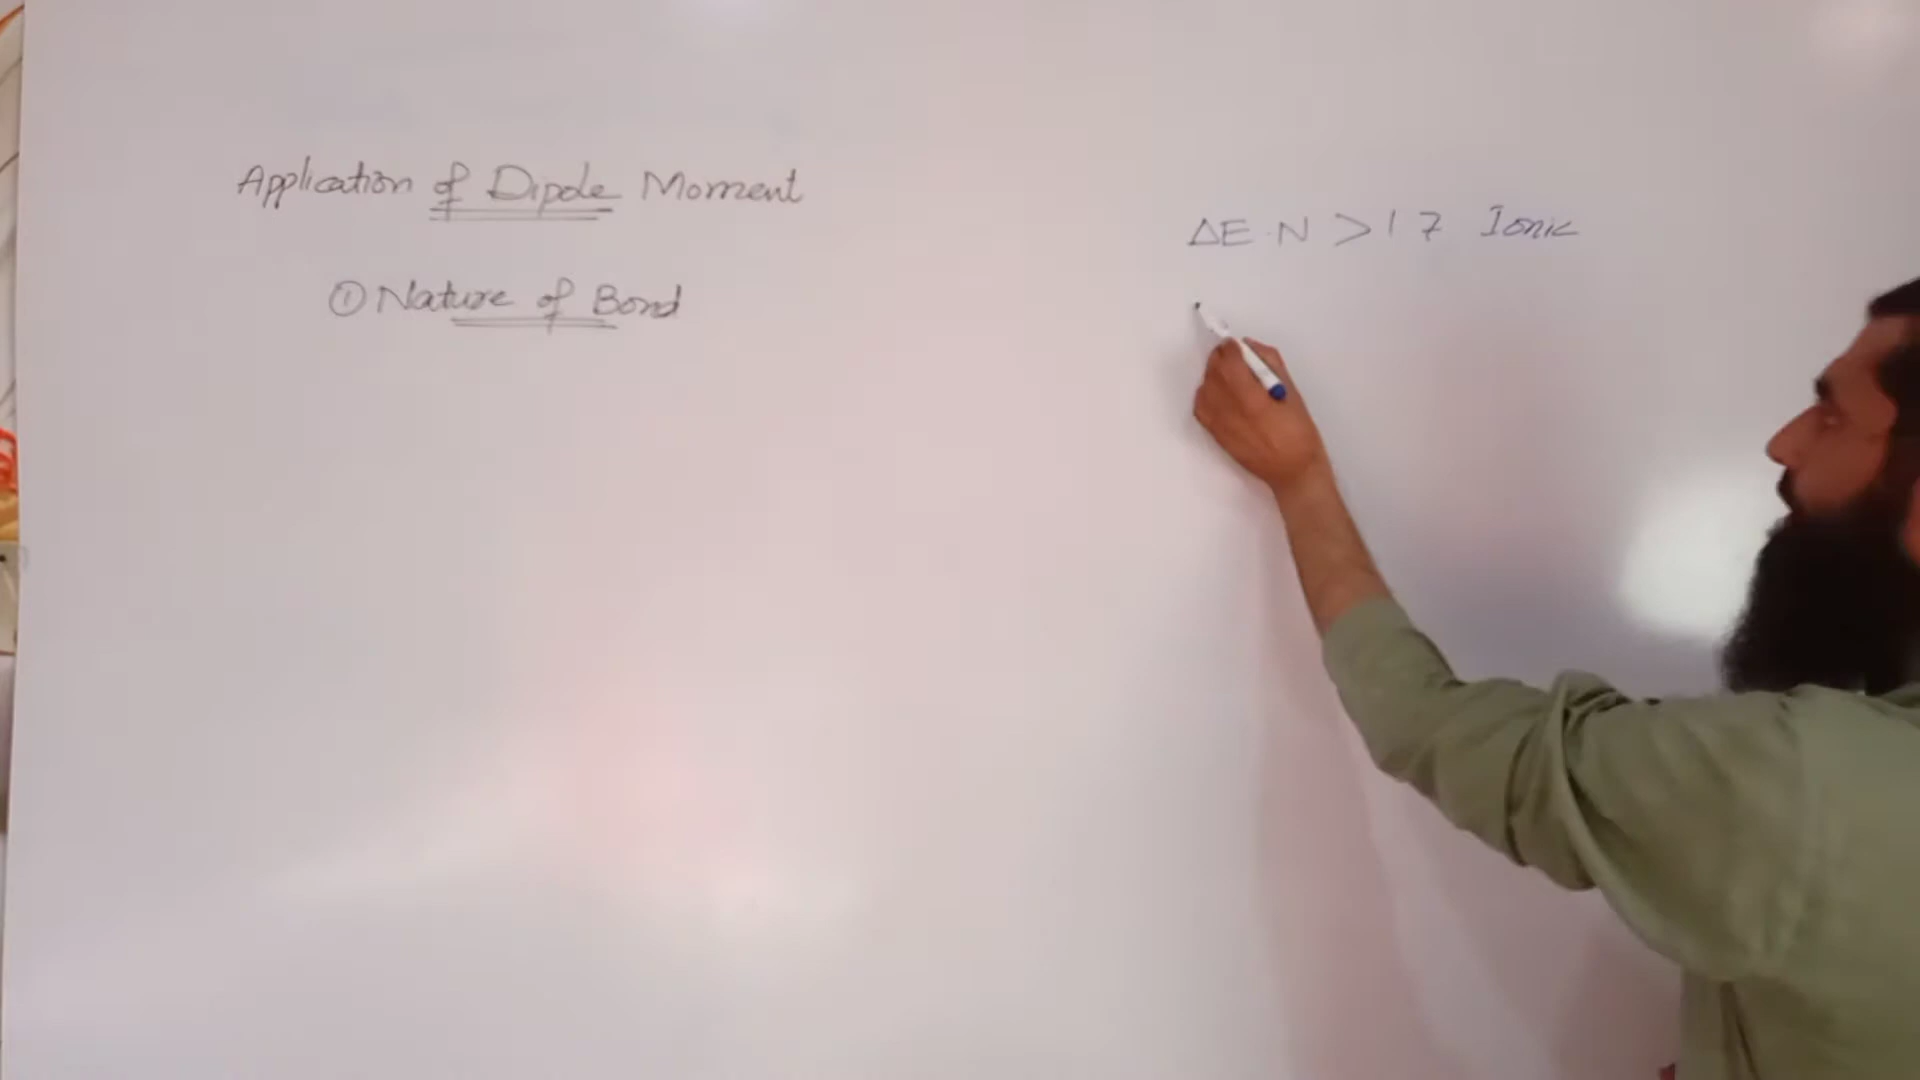 Application of Dipole Moment
① Nature of Bond
ΔE.N > 1 7 Ionic